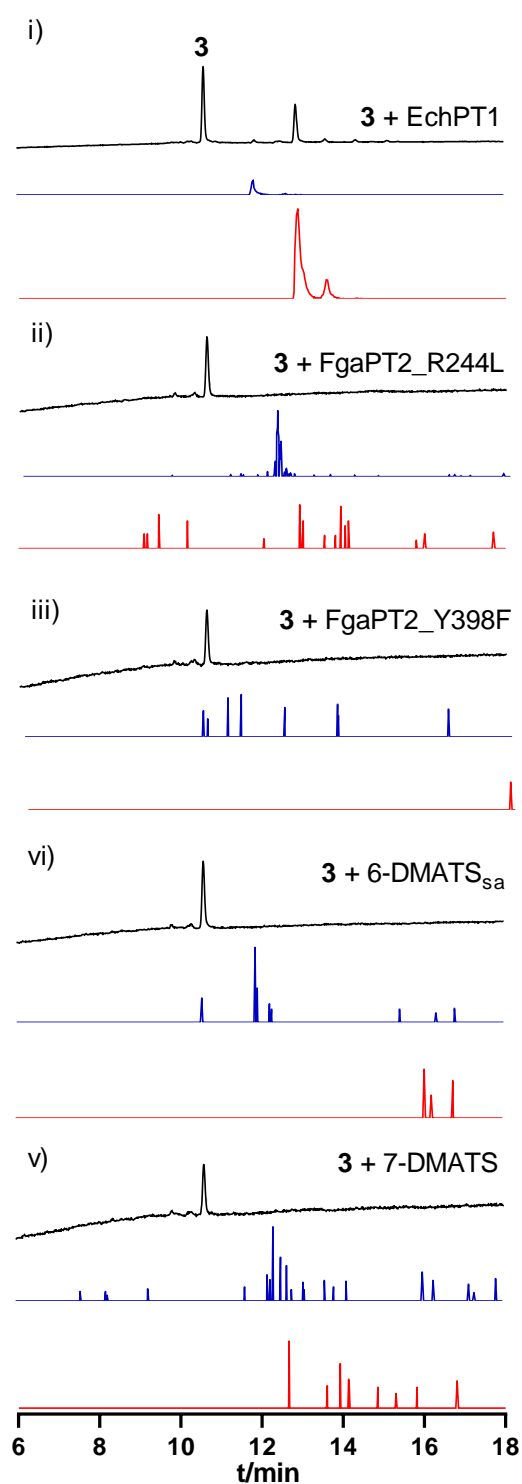 i)
3
3 + EchPT1
ii)
3 + FgaPT2_R244L
iii)
3 + FgaPT2_Y398F
vi)
3 + 6-DMATSsa
v)
3 + 7-DMATS
6 8 10 12 14 16 18
t/min